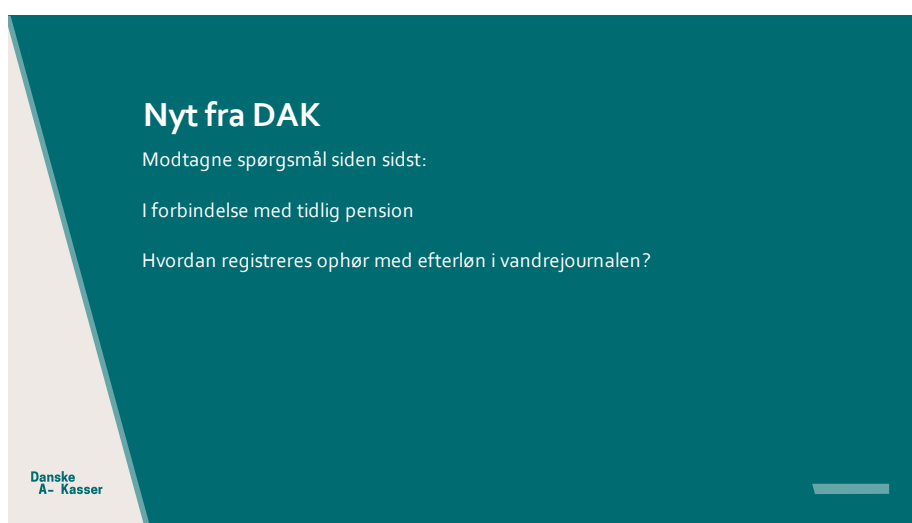 Nyt fra DAK
Modtagne spørgsmål siden sidst:
I forbindelse med tidlig pension
Hvordan registreres ophør med efterløn i vandrejournalen?
Danske
A- Kasser